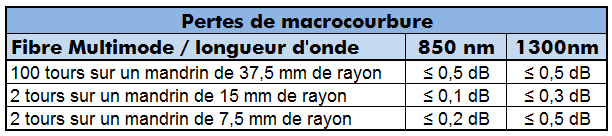 Pertes de macrocourbure
Fibre Multimode / longueur d'onde 850 nm 1300nm
100 tours sur un mandrin de 37,5 mm de rayon ≤ 0,5 dB ≤ 0,5 dB
2 tours sur un mandrin de 15 mm de rayon ≤ 0,1 dB ≤ 0,3 dB
2 tours sur un mandrin de 7,5 mm de rayon ≤ 0,2 dB ≤ 0,5 dB